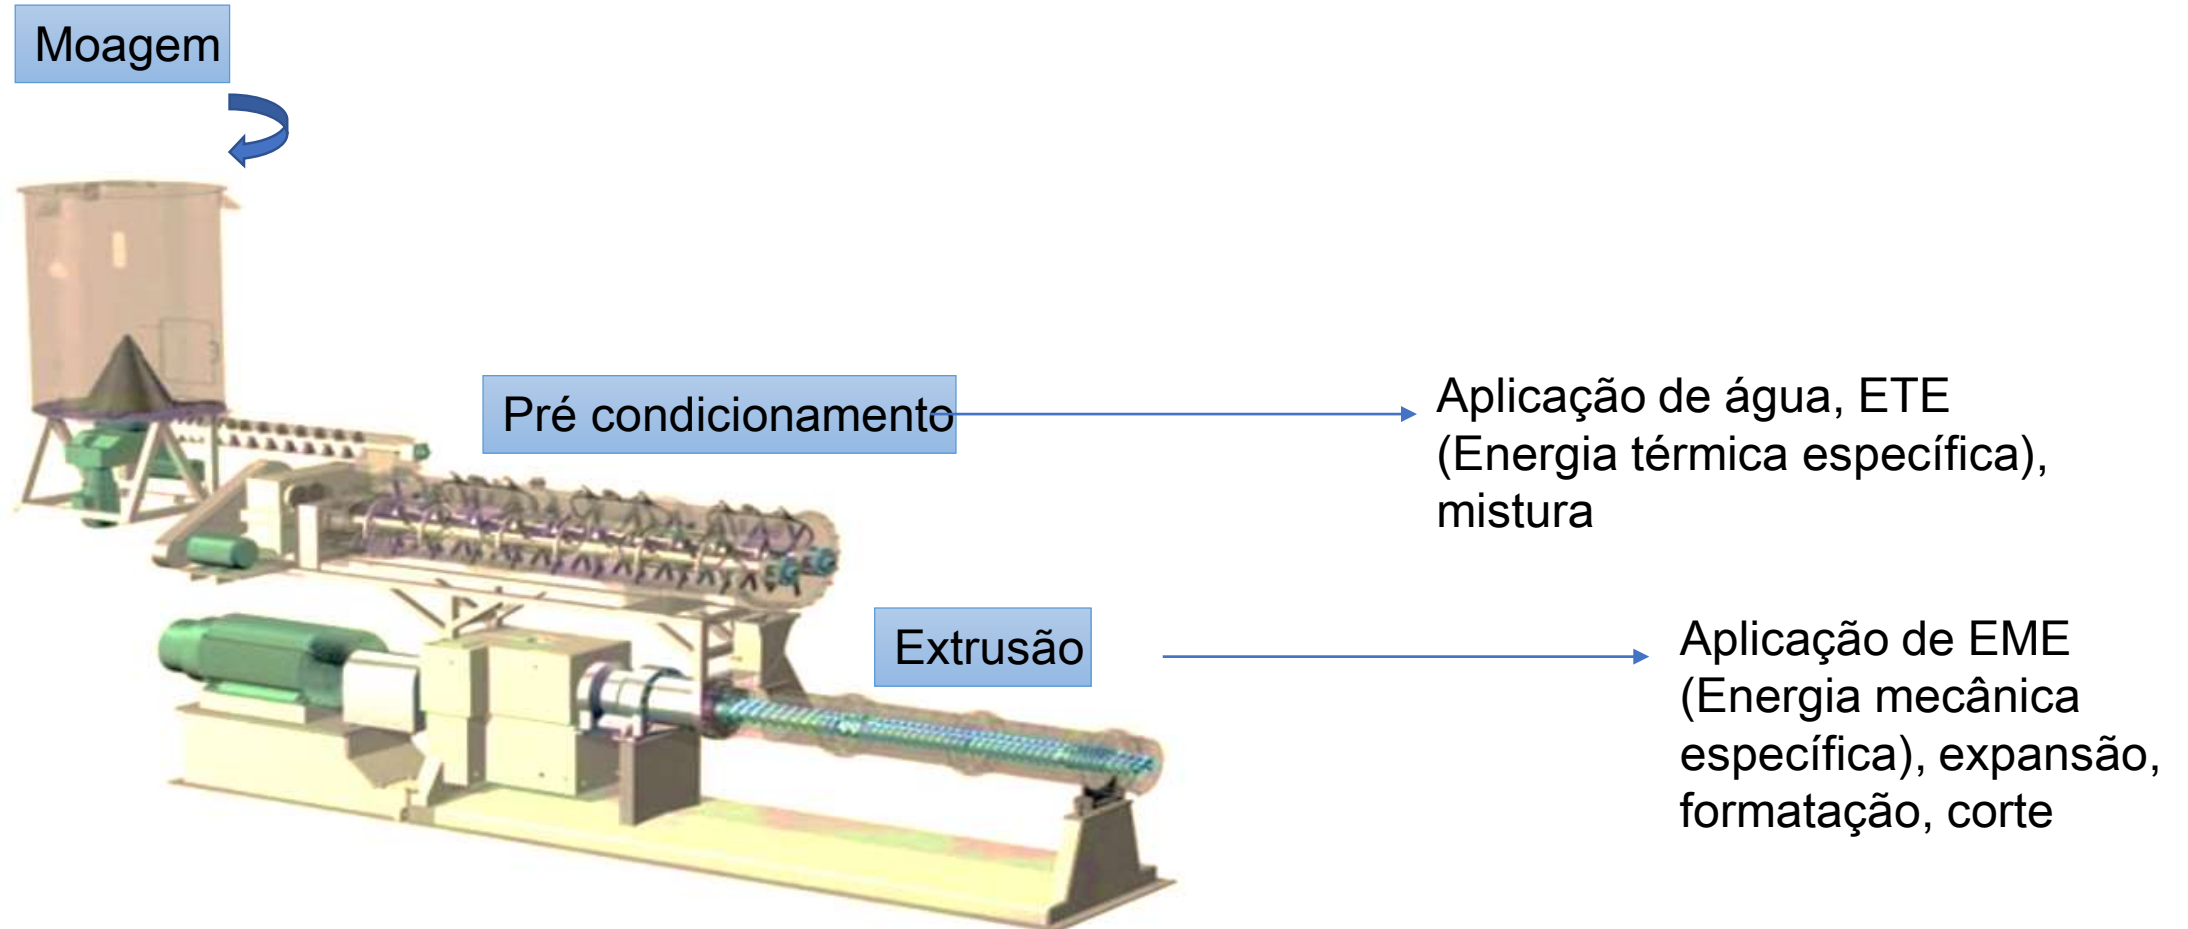 Moagem
Pré condicionamento
Aplicação de água, ETE
(Energia térmica específica),
mistura
Extrusão
Aplicação de EME
(Energia mecânica
específica), expansão,
formatação, corte